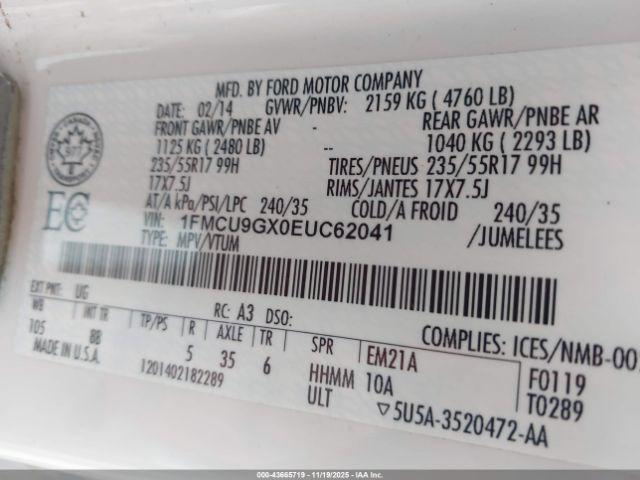 MFD. BY FORD MOTOR COMPANY
DATE: 02/14 GVWR/PNBV: 2159 KG ( 4760 LB)
FRONT GAWR/PNBE AV - REAR GAWR/PNBE AR
1125 KG ( 2480 LB) -- 1040 KG ( 2293 LB)
235/55R17 99H TIRES/PNEUS 235/55R17 99H
17X7.5J RIMS/JANTES 17X7.5J
AT/A kPa/PSI/LPC 240/35 COLD/A FROID 240/35
EC VIN: 1FMCU9GX0EUC62041 /JUMELEES
TYPE: MPV/VTUM
EXT PNT: UG RC: A3 DSO:
WB INT TR TP/PS R AXLE TR SPR EM21A COMPLIES: ICES/NMB-00
105 BB 5 35 6 HHMM 10A F0119
MADE IN U.S.A. 1201402182289 ULT T0289
▽5U5A-3520472-AA
000-43665719 - 11/19/2025 - IAA Inc.